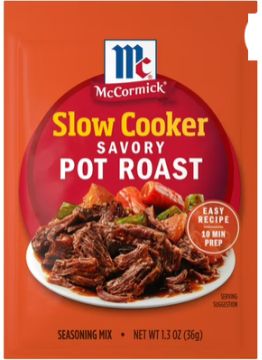 Mc
McCormick®
Slow Cooker
SAVORY
POT ROAST
EASY
RECIPE
10 MIN
PREP
SERVING
SUGGESTION
SEASONING MIX • NET WT 1.3 OZ (36g)